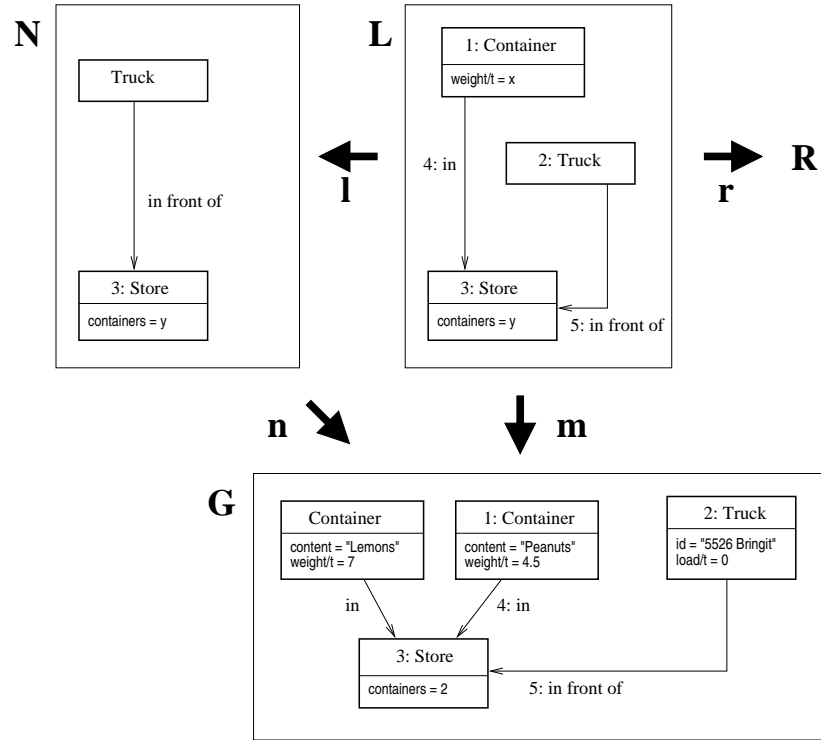 N
Truck
in front of
3: Store
containers = y
l
L
1: Container
weight/t = x
4: in
2: Truck
3: Store
containers = y
5: in front of
r
R
n
m
G
Container
content = "Lemons"
weight/t = 7
1: Container
content = "Peanuts"
weight/t = 4.5
2: Truck
id = "5526 Bringit"
load/t = 0
in
4: in
3: Store
containers = 2
5: in front of